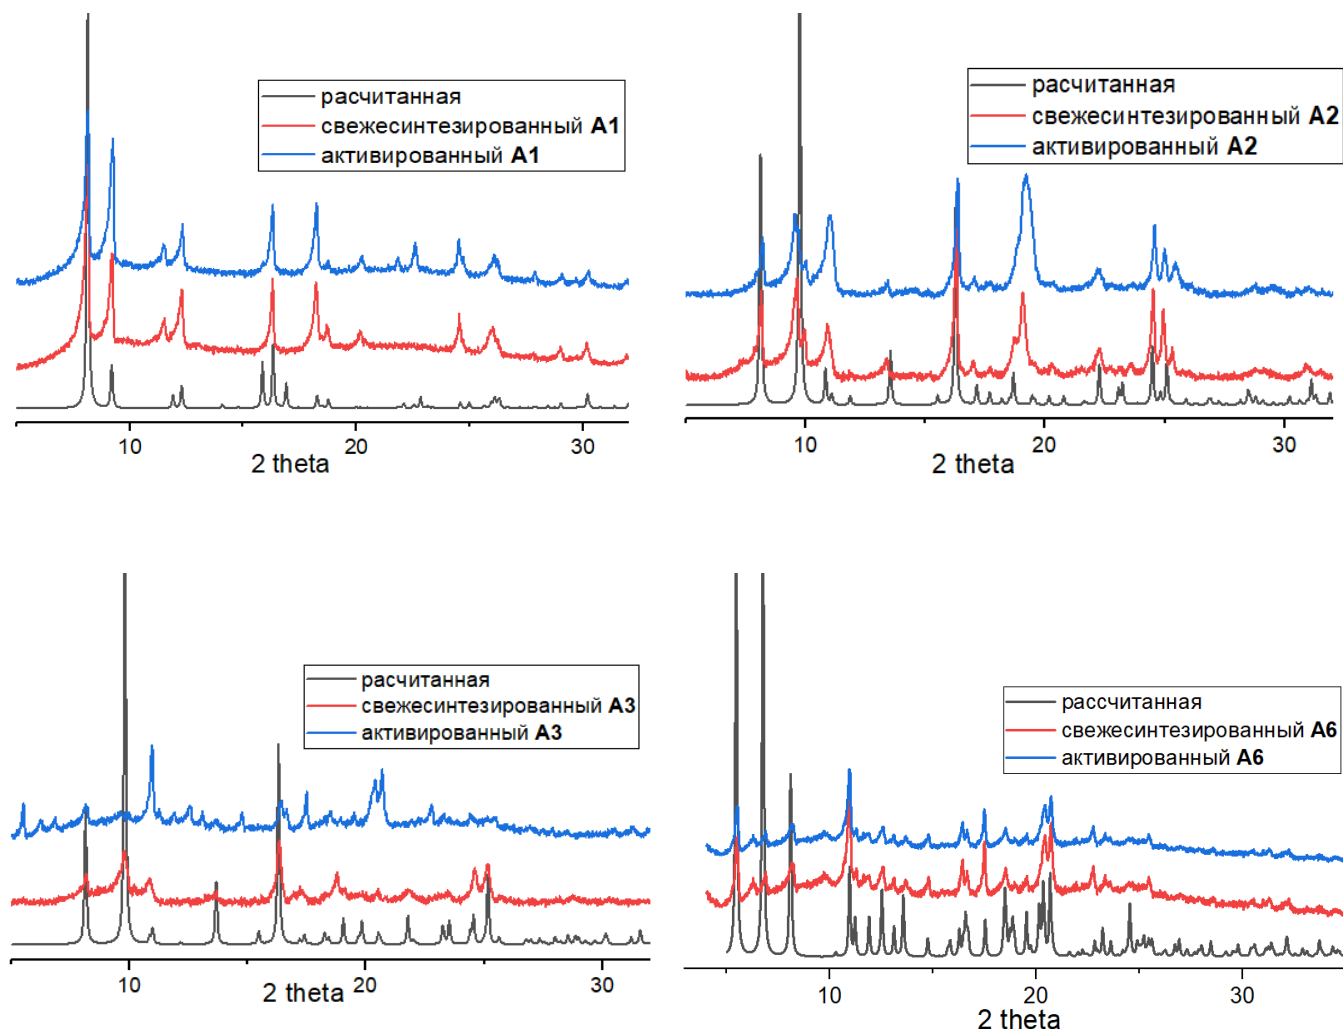 расчитанная
свежесинтезированный A1
активированный A1
10
20
30
2 theta
расчитанная
свежесинтезированный A2
активированный A2
10
20
30
2 theta
расчитанная
свежесинтезированный A3
активированный A3
10
20
30
2 theta
рассчитанная
свежесинтезированный A6
активированный A6
10
20
30
2 theta